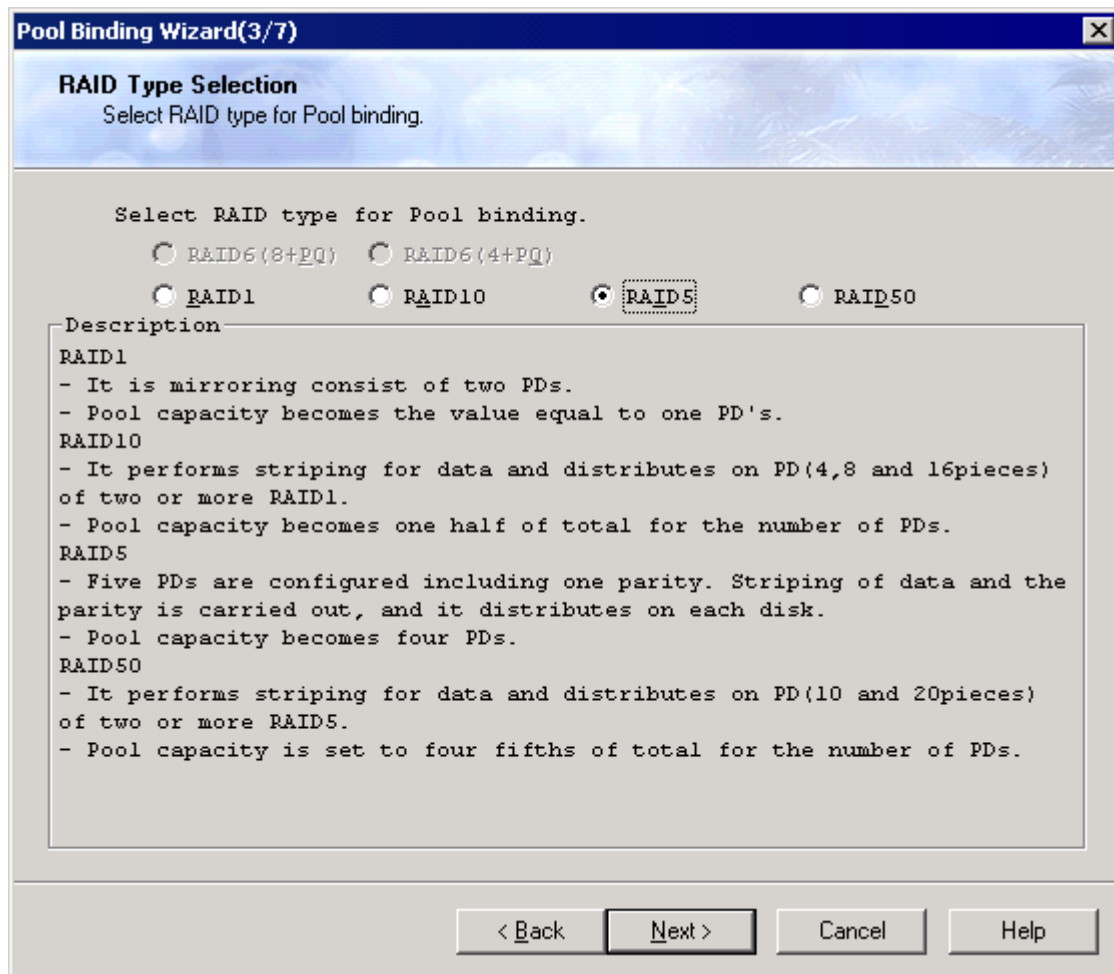 Pool Binding Wizard(3/7)
RAID Type Selection
Select RAID type for Pool binding.
Select RAID type for Pool binding.
RAID6(8+PQ) RAID6(4+PQ)
RAID1 RAID10 RAID5 RAID50
Description
RAID1
- It is mirroring consist of two PDs.
- Pool capacity becomes the value equal to one PD's.
RAID10
- It performs striping for data and distributes on PD(4,8 and 16pieces)
of two or more RAID1.
- Pool capacity becomes one half of total for the number of PDs.
RAID5
- Five PDs are configured including one parity. Striping of data and the
parity is carried out, and it distributes on each disk.
- Pool capacity becomes four PDs.
RAID50
- It performs striping for data and distributes on PD(10 and 20pieces)
of two or more RAID5.
- Pool capacity is set to four fifths of total for the number of PDs.
< Back Next > Cancel Help